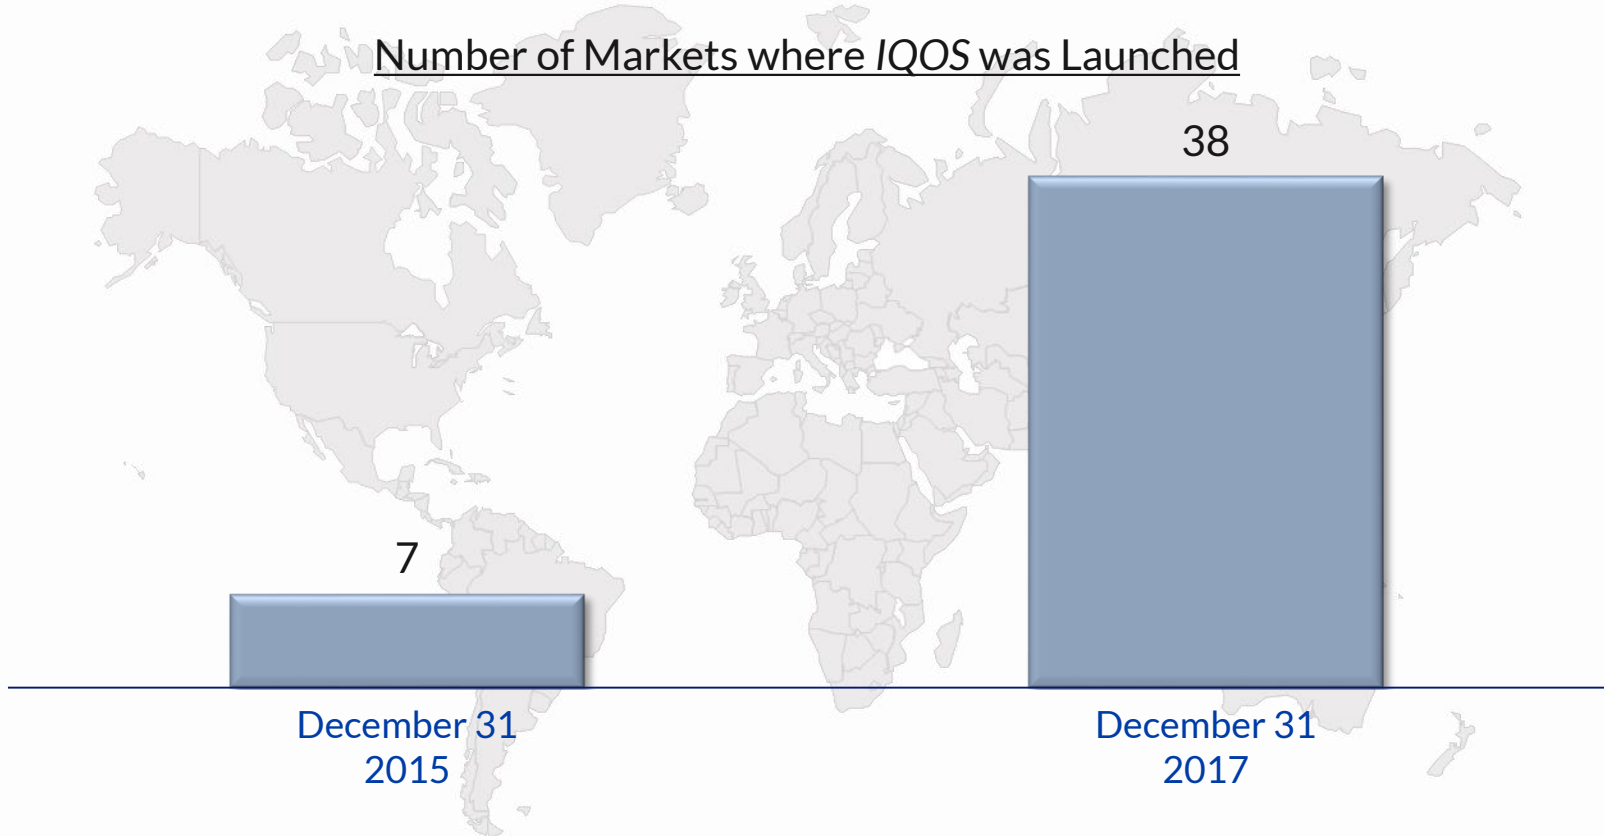 Number of Markets where IQOS was Launched
38
7
December 31
2015
December 31
2017